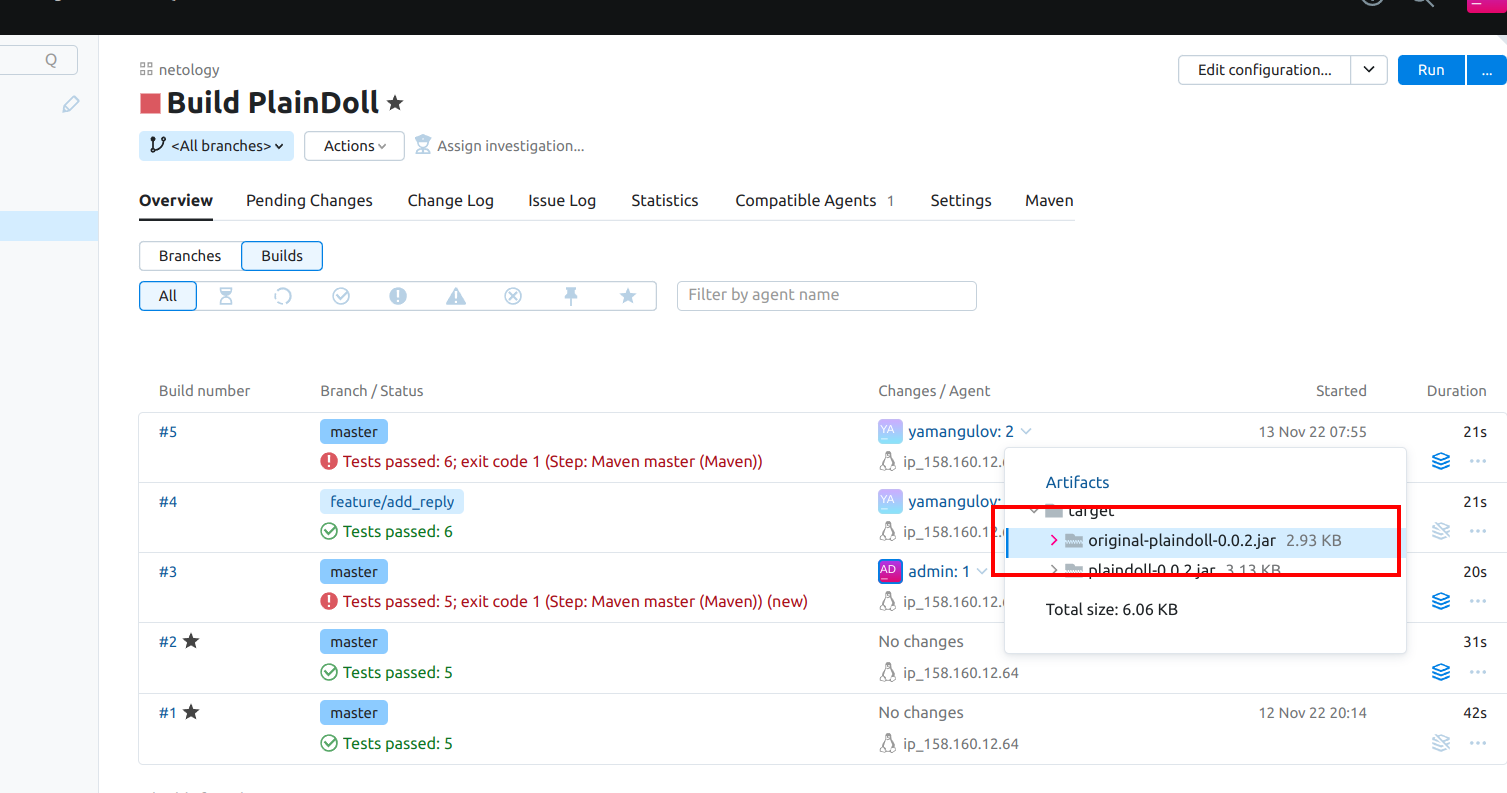 Q
netology
Edit configuration...
Run
...
Build PlainDoll
<All branches>
Actions
Assign investigation...
Overview
Pending Changes
Change Log
Issue Log
Statistics
Compatible Agents 1
Settings
Maven
Branches
Builds
All
Filter by agent name
Build number
Branch / Status
Changes / Agent
Started
Duration
#5
master
YA
yamangulov: 2
13 Nov 22 07:55
21s
Tests passed: 6; exit code 1 (Step: Maven master (Maven))
ip_158.160.12.
#4
feature/add_reply
YA
yamangulov:
21s
Tests passed: 6
ip_158.160.12.
#3
master
AD
admin: 1
20s
Tests passed: 5; exit code 1 (Step: Maven master (Maven)) (new)
ip_158.160.12.
Artifacts
target
original-plaindoll-0.0.2.jar 2.93 KB
plaindoll-0.0.2.jar 3.13 KB
Total size: 6.06 KB
#2
master
No changes
31s
Tests passed: 5
ip_158.160.12.64
#1
master
No changes
12 Nov 22 20:14
42s
Tests passed: 5
ip_158.160.12.64